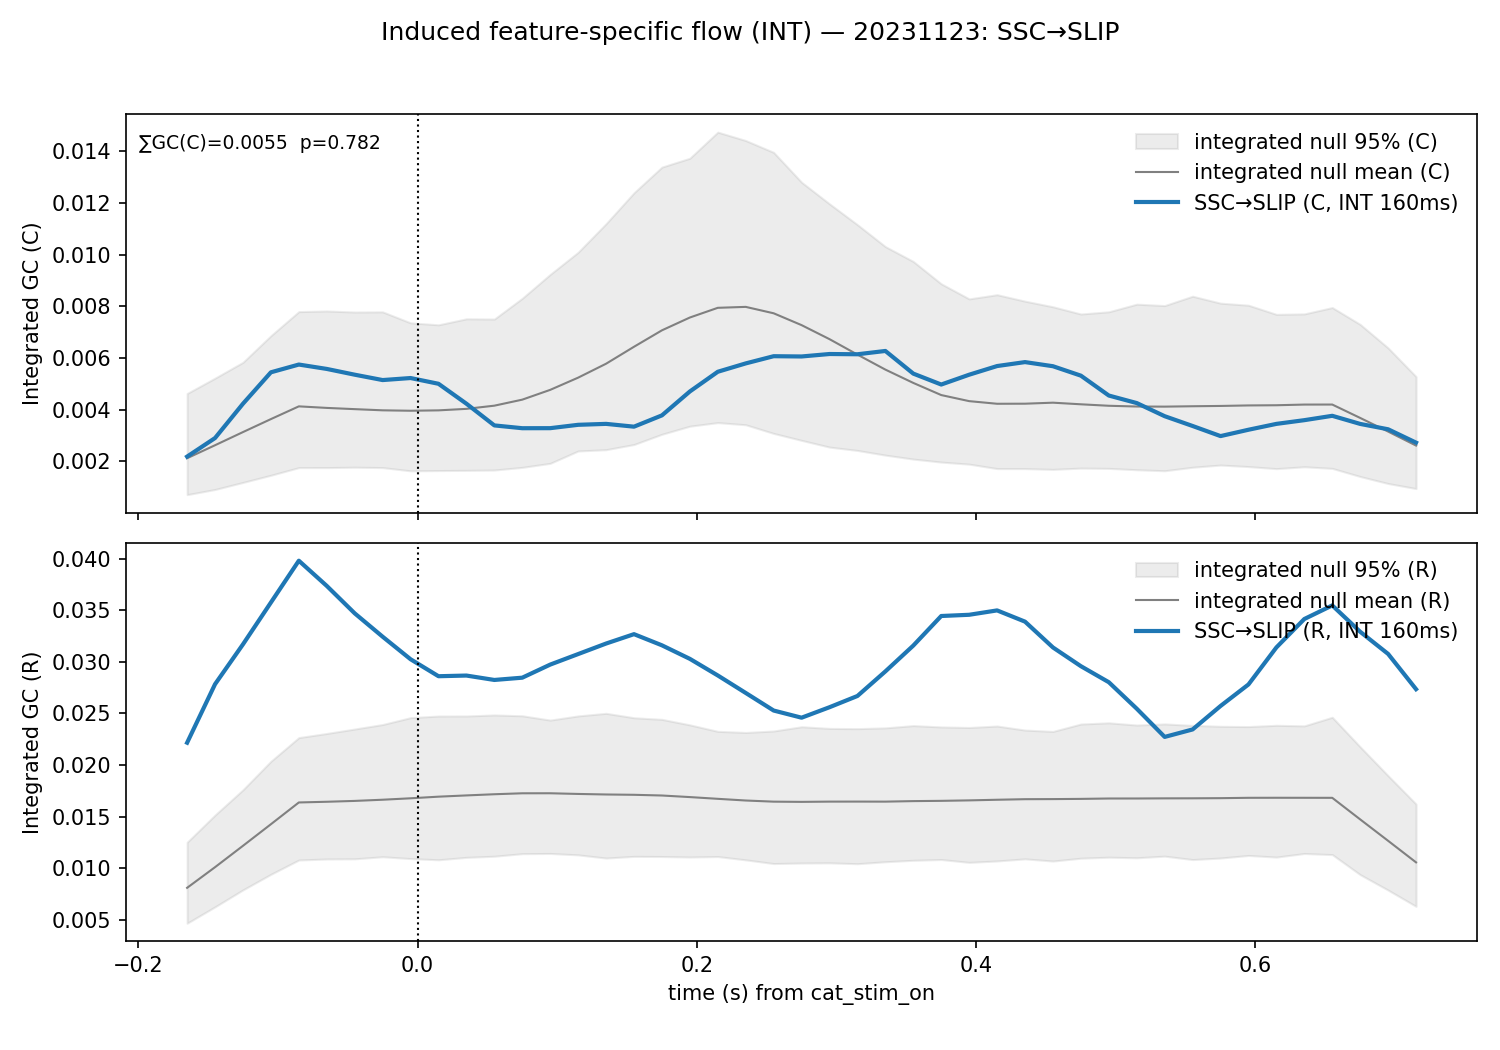 Induced feature-specific flow (INT) — 20231123: SSC→SLIP
∑GC(C)=0.0055  p=0.782
integrated null 95% (C)
integrated null mean (C)
SSC→SLIP (C, INT 160ms)
Integrated GC (C)
0.014
0.012
0.010
0.008
0.006
0.004
0.002
integrated null 95% (R)
integrated null mean (R)
SSC→SLIP (R, INT 160ms)
Integrated GC (R)
0.040
0.035
0.030
0.025
0.020
0.015
0.010
0.005
−0.2 0.0 0.2 0.4 0.6
time (s) from cat_stim_on